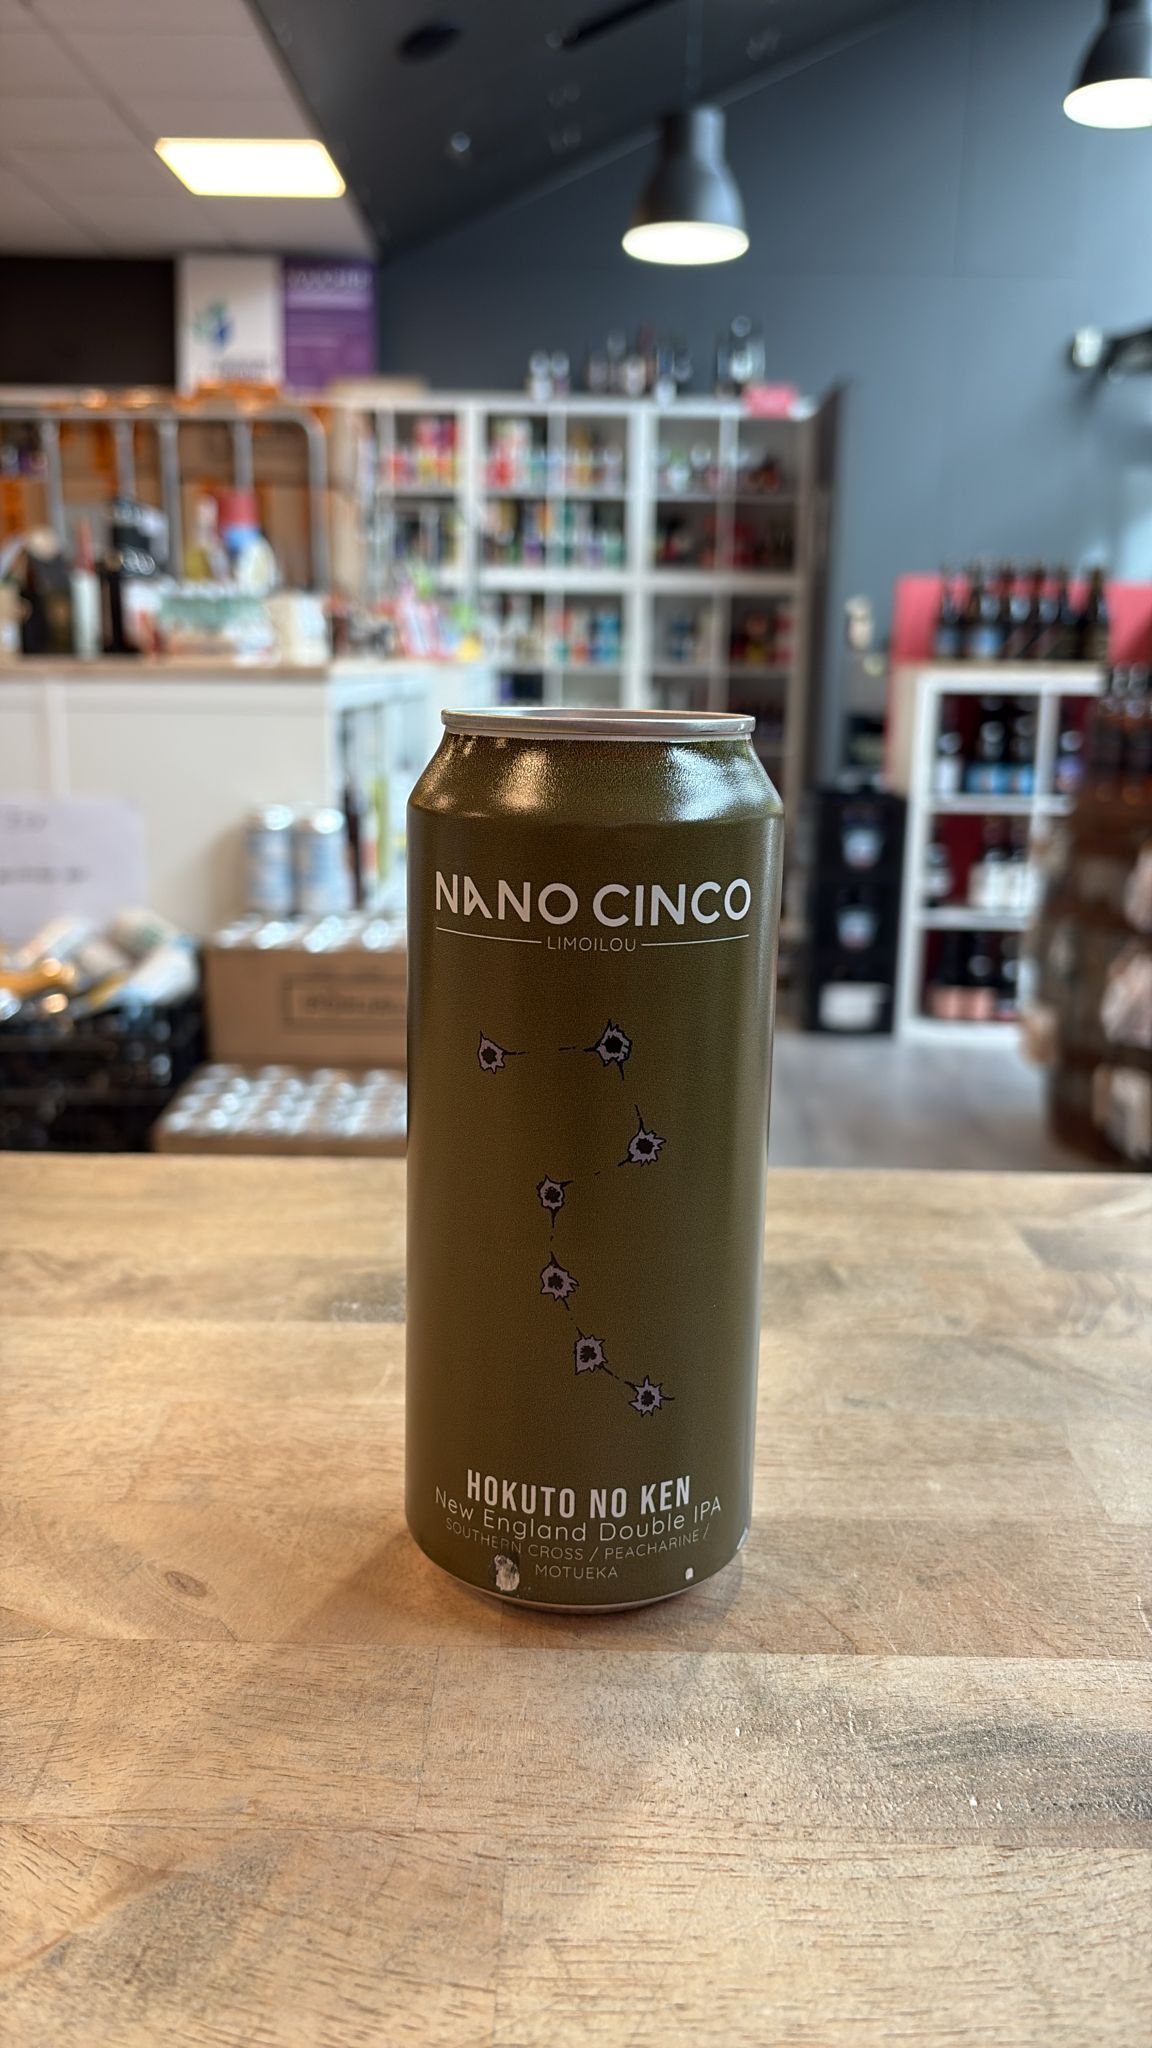 NANO CINCO
LIMOILOU
HOKUTO NO KEN
New England Double IPA
SOUTHERN CROSS / PEACHARINE /
MOTUEKA